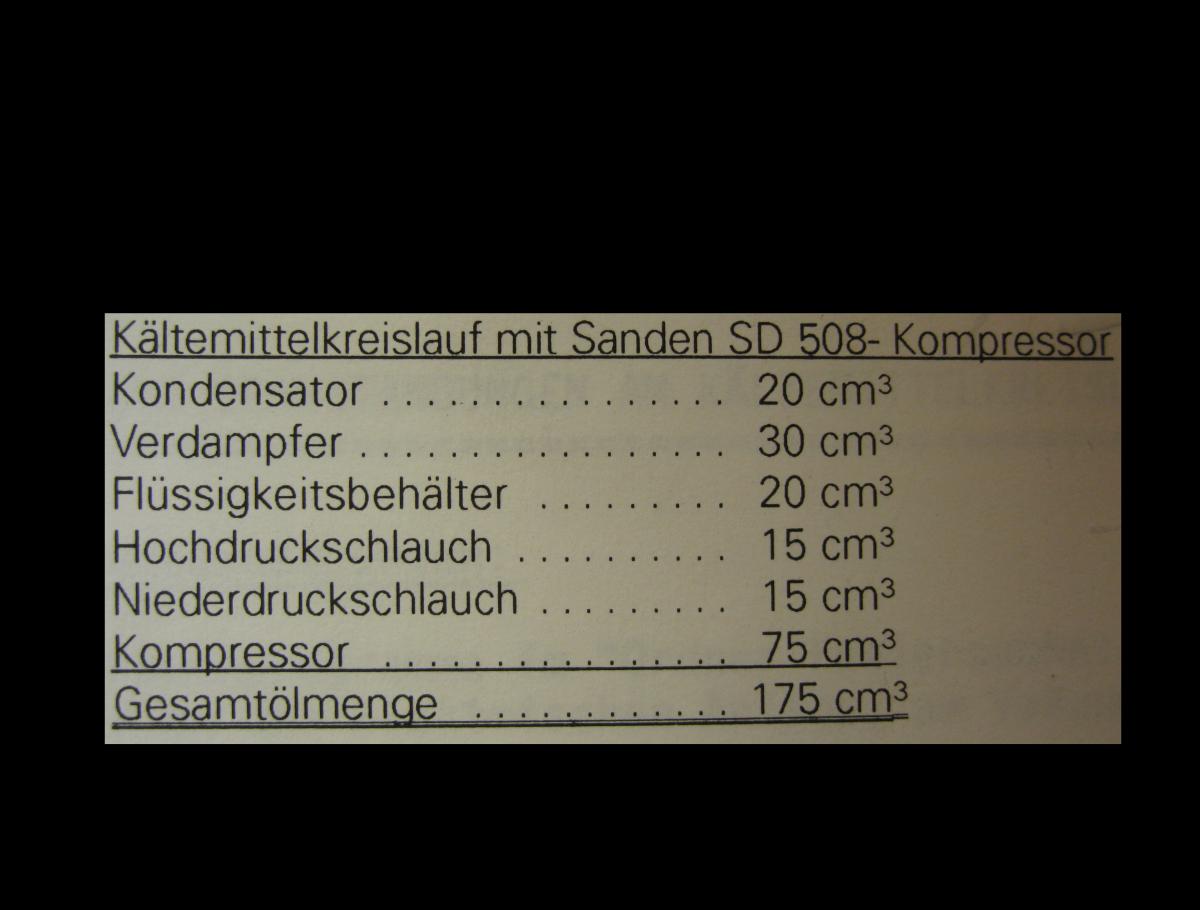 Kältemittelkreislauf mit Sanden SD 508- Kompressor
Kondensator . . . . . . . . . . . . . . . . 20 cm³
Verdampfer . . . . . . . . . . . . . . . . . 30 cm³
Flüssigkeitsbehälter . . . . . . . . . 20 cm³
Hochdruckschlauch . . . . . . . . . . 15 cm³
Niederdruckschlauch . . . . . . . . . 15 cm³
Kompressor . . . . . . . . . . . . . . . . 75 cm³
Gesamtölmenge . . . . . . . . . . . . 175 cm³